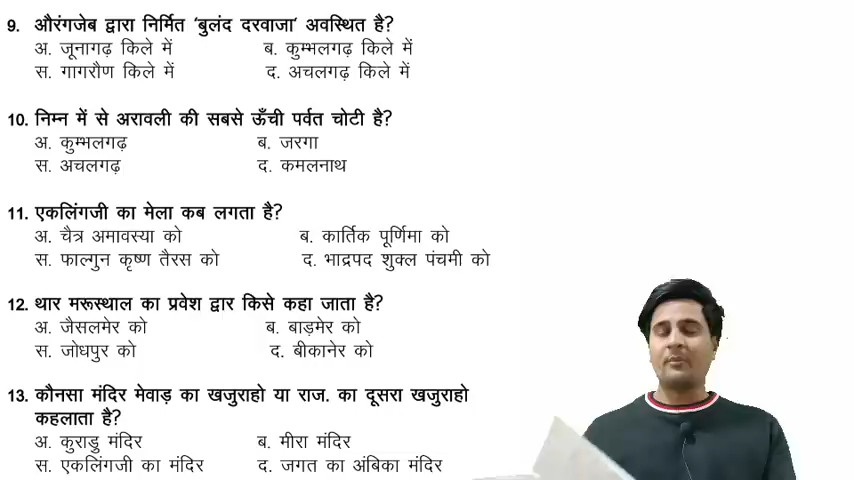 9. औरंगजेब द्वारा निर्मित ‘बुलंद दरवाजा’ अवस्थित है?
अ. जूनागढ़ किले में ब. कुम्भलगढ़ किले में
स. गागरौण किले में द. अचलगढ़ किले में
10. निम्न में से अरावली की सबसे ऊँची पर्वत चोटी है?
अ. कुम्भलगढ़ ब. जरगा
स. अचलगढ़ द. कमलनाथ
11. एकलिंगजी का मेला कब लगता है?
अ. चैत्र अमावस्या को ब. कार्तिक पूर्णिमा को
स. फाल्गुन कृष्ण तैरस को द. भाद्रपद शुक्ल पंचमी को
12. थार मरूस्थाल का प्रवेश द्वार किसे कहा जाता है?
अ. जैसलमेर को ब. बाड़मेर को
स. जोधपुर को द. बीकानेर को
13. कौनसा मंदिर मेवाड़ का खजुराहो या राज. का दूसरा खजुराहो
कहलाता है?
अ. कुराडु मंदिर ब. मीरा मंदिर
स. एकलिंगजी का मंदिर द. जगत का अंबिका मंदिर